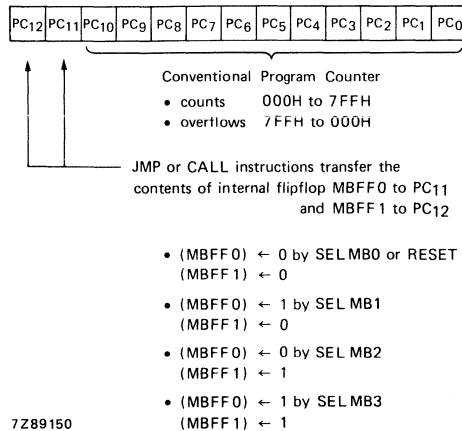 PC12 PC11 PC10 PC9 PC8 PC7 PC6 PC5 PC4 PC3 PC2 PC1 PC0
Conventional Program Counter
• counts 000H to 7FFH
• overflows 7FFH to 000H
JMP or CALL instructions transfer the
contents of internal flipflop MBFF0 to PC11
and MBFF1 to PC12
• (MBFF0) ← 0 by SEL MB0 or RESET
(MBFF1) ← 0
• (MBFF0) ← 1 by SEL MB1
(MBFF1) ← 0
• (MBFF0) ← 0 by SEL MB2
(MBFF1) ← 1
• (MBFF0) ← 1 by SEL MB3
(MBFF1) ← 1
7Z89150